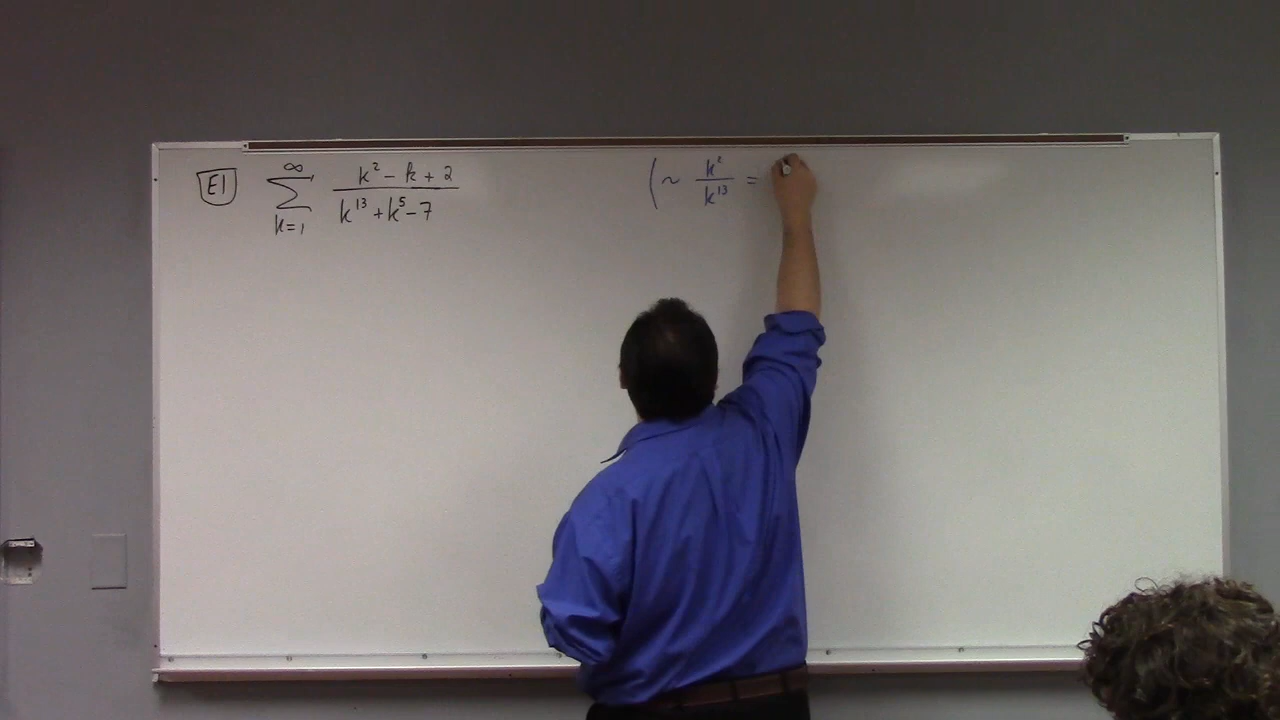 E1 ∞ ∑ k=1 k² - k + 2 / k¹³ + k⁵ - 7
( ~ k² / k¹³ =